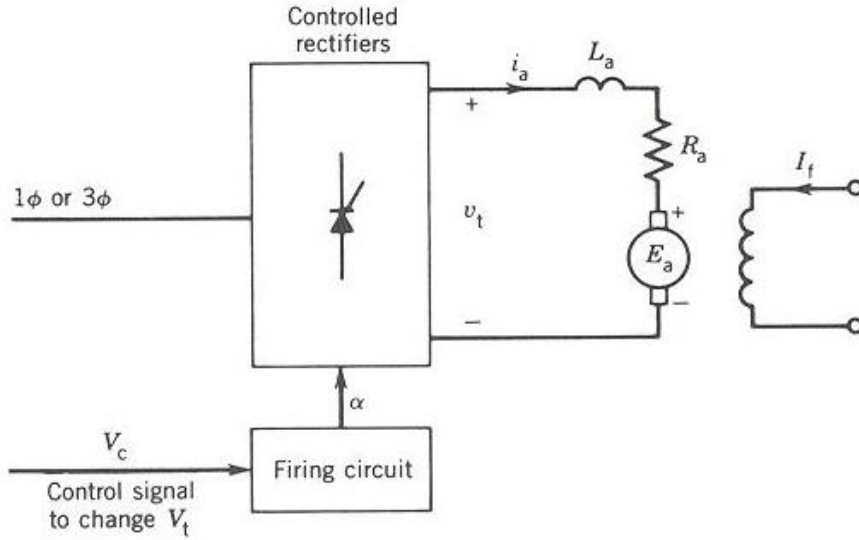 Controlled
rectifiers
i_a
L_a
+
R_a
I_f
1ϕ or 3ϕ
v_t
+
E_a
−
−
α
V_c
Firing circuit
Control signal
to change V_t